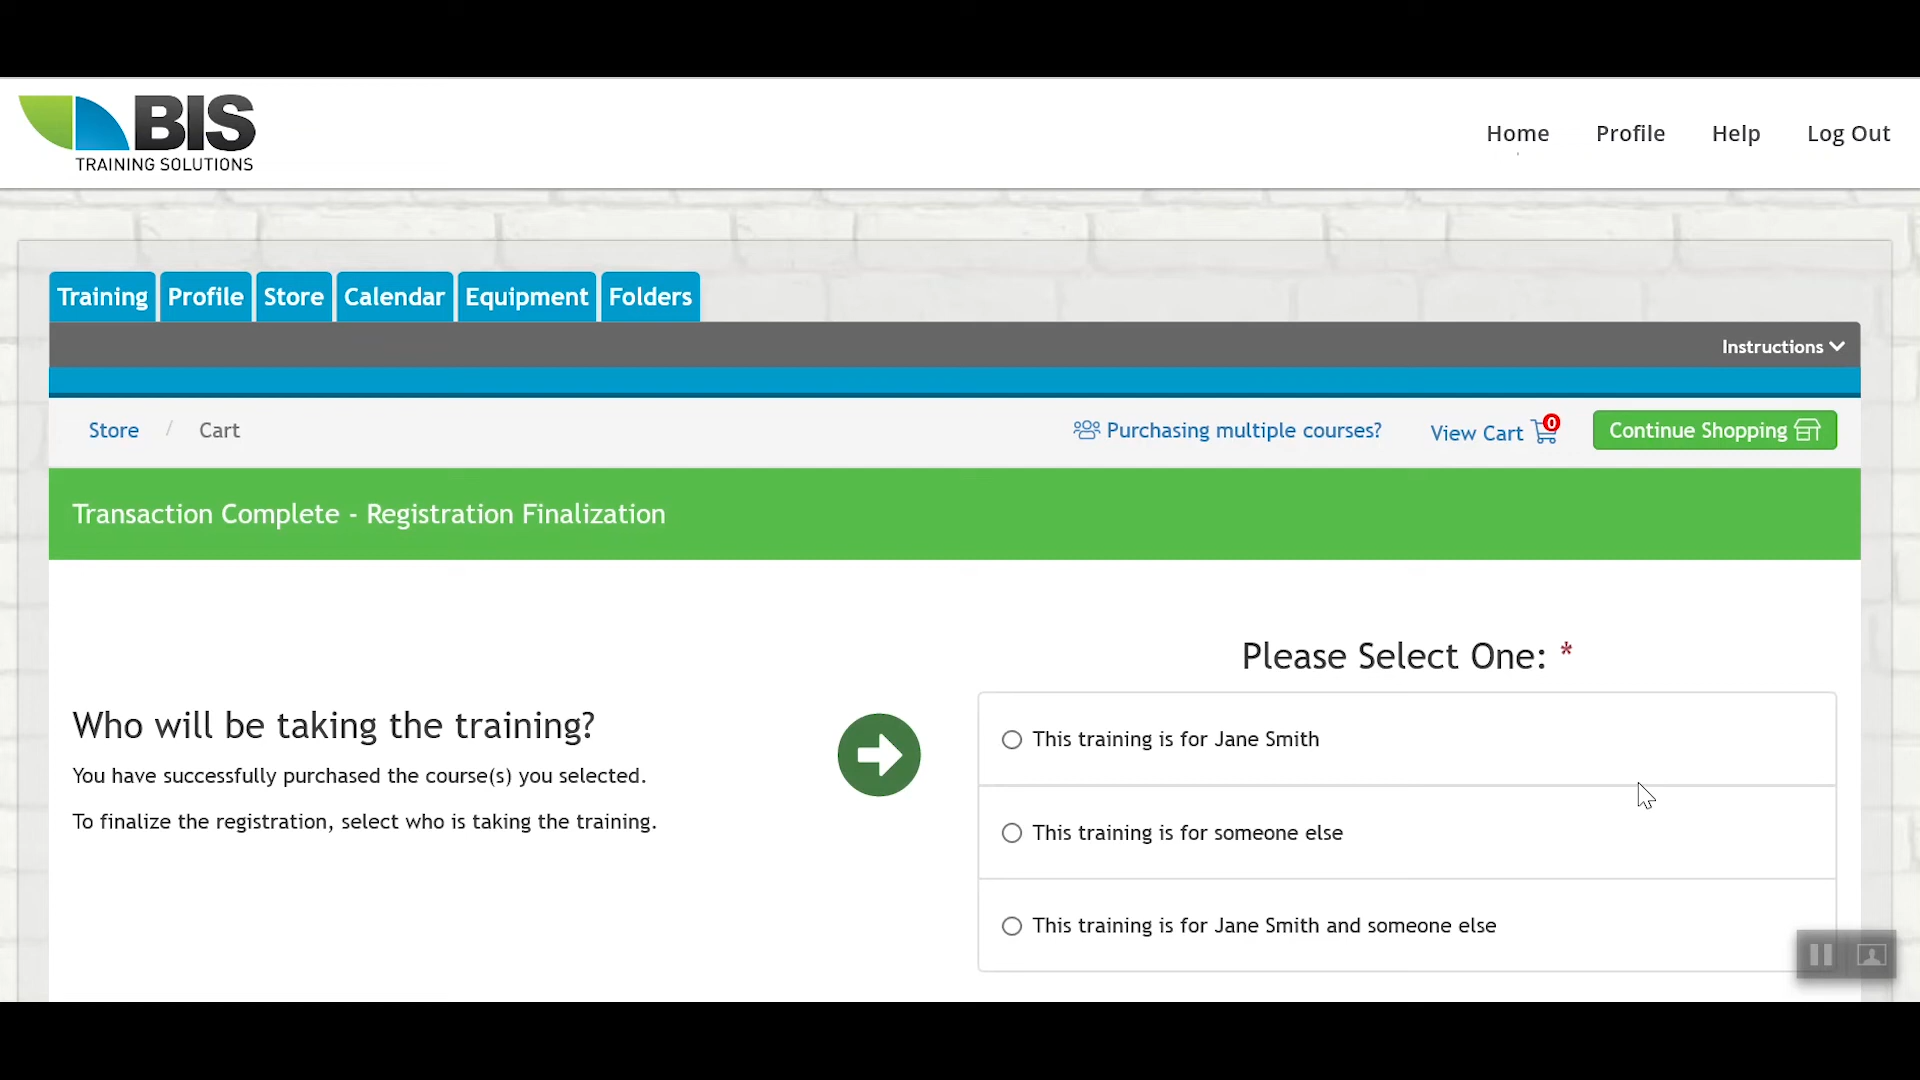 BIS
TRAINING SOLUTIONS
Home Profile Help Log Out
Training Profile Store Calendar Equipment Folders
Instructions
Store / Cart
Purchasing multiple courses? View Cart 0 Continue Shopping
Transaction Complete - Registration Finalization
Please Select One: *
Who will be taking the training?
You have successfully purchased the course(s) you selected.
To finalize the registration, select who is taking the training.
This training is for Jane Smith
This training is for someone else
This training is for Jane Smith and someone else